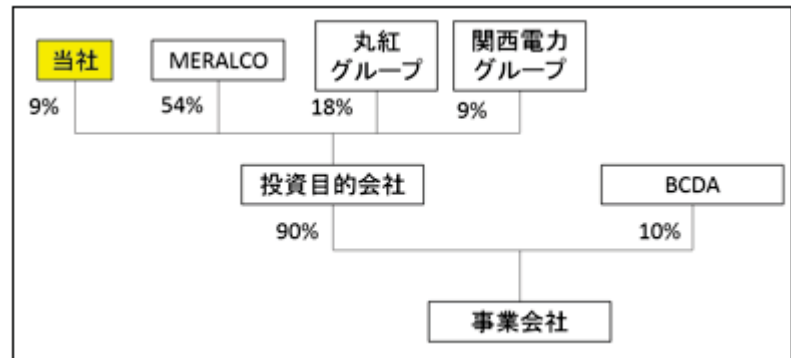 当社
MERALCO
丸紅
グループ
関西電力
グループ
9%
54%
18%
9%
投資目的会社
BCDA
90%
10%
事業会社